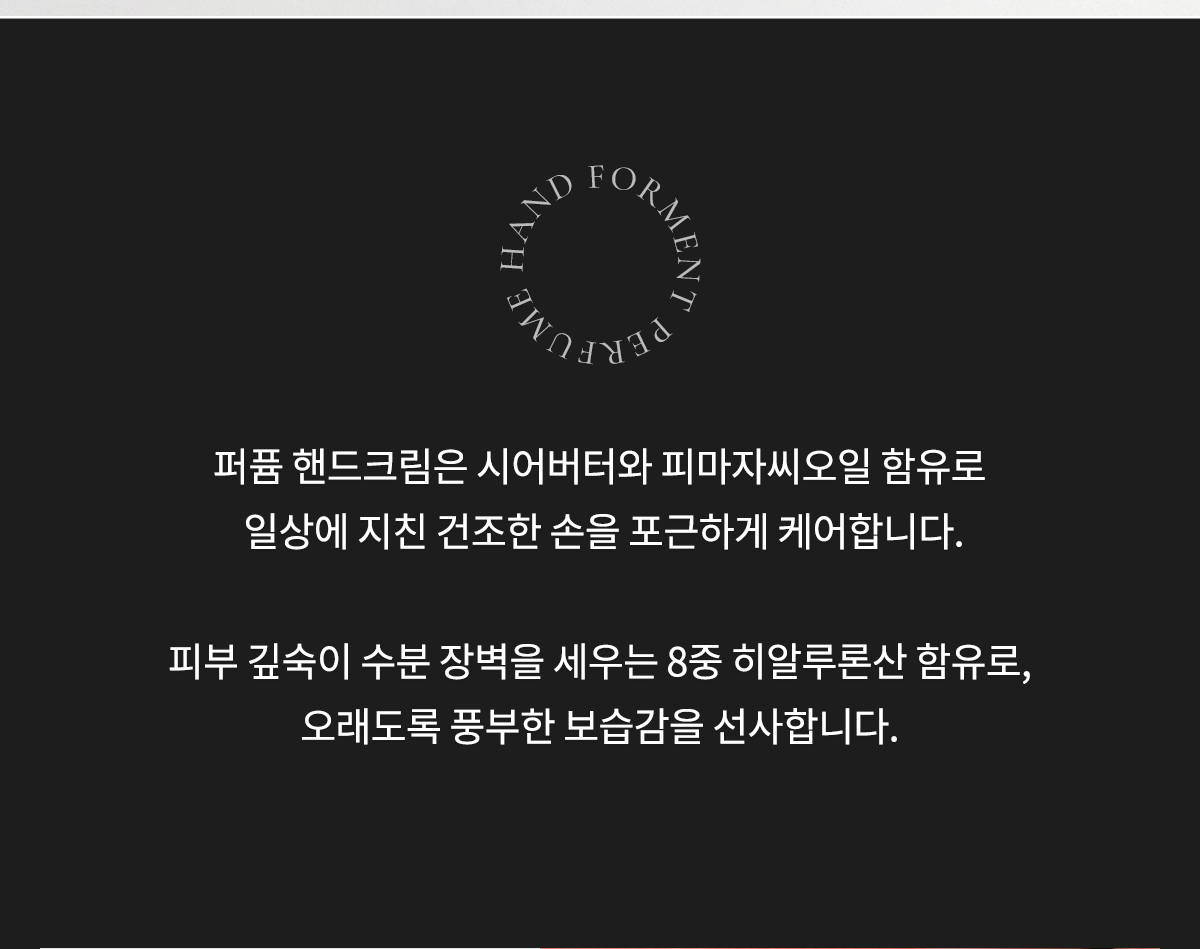 FORMENT PERFUME HAND
퍼퓸 핸드크림은 시어버터와 피마자씨오일 함유로
일상에 지친 건조한 손을 포근하게 케어합니다.
피부 깊숙이 수분 장벽을 세우는 8중 히알루론산 함유로,
오래도록 풍부한 보습감을 선사합니다.